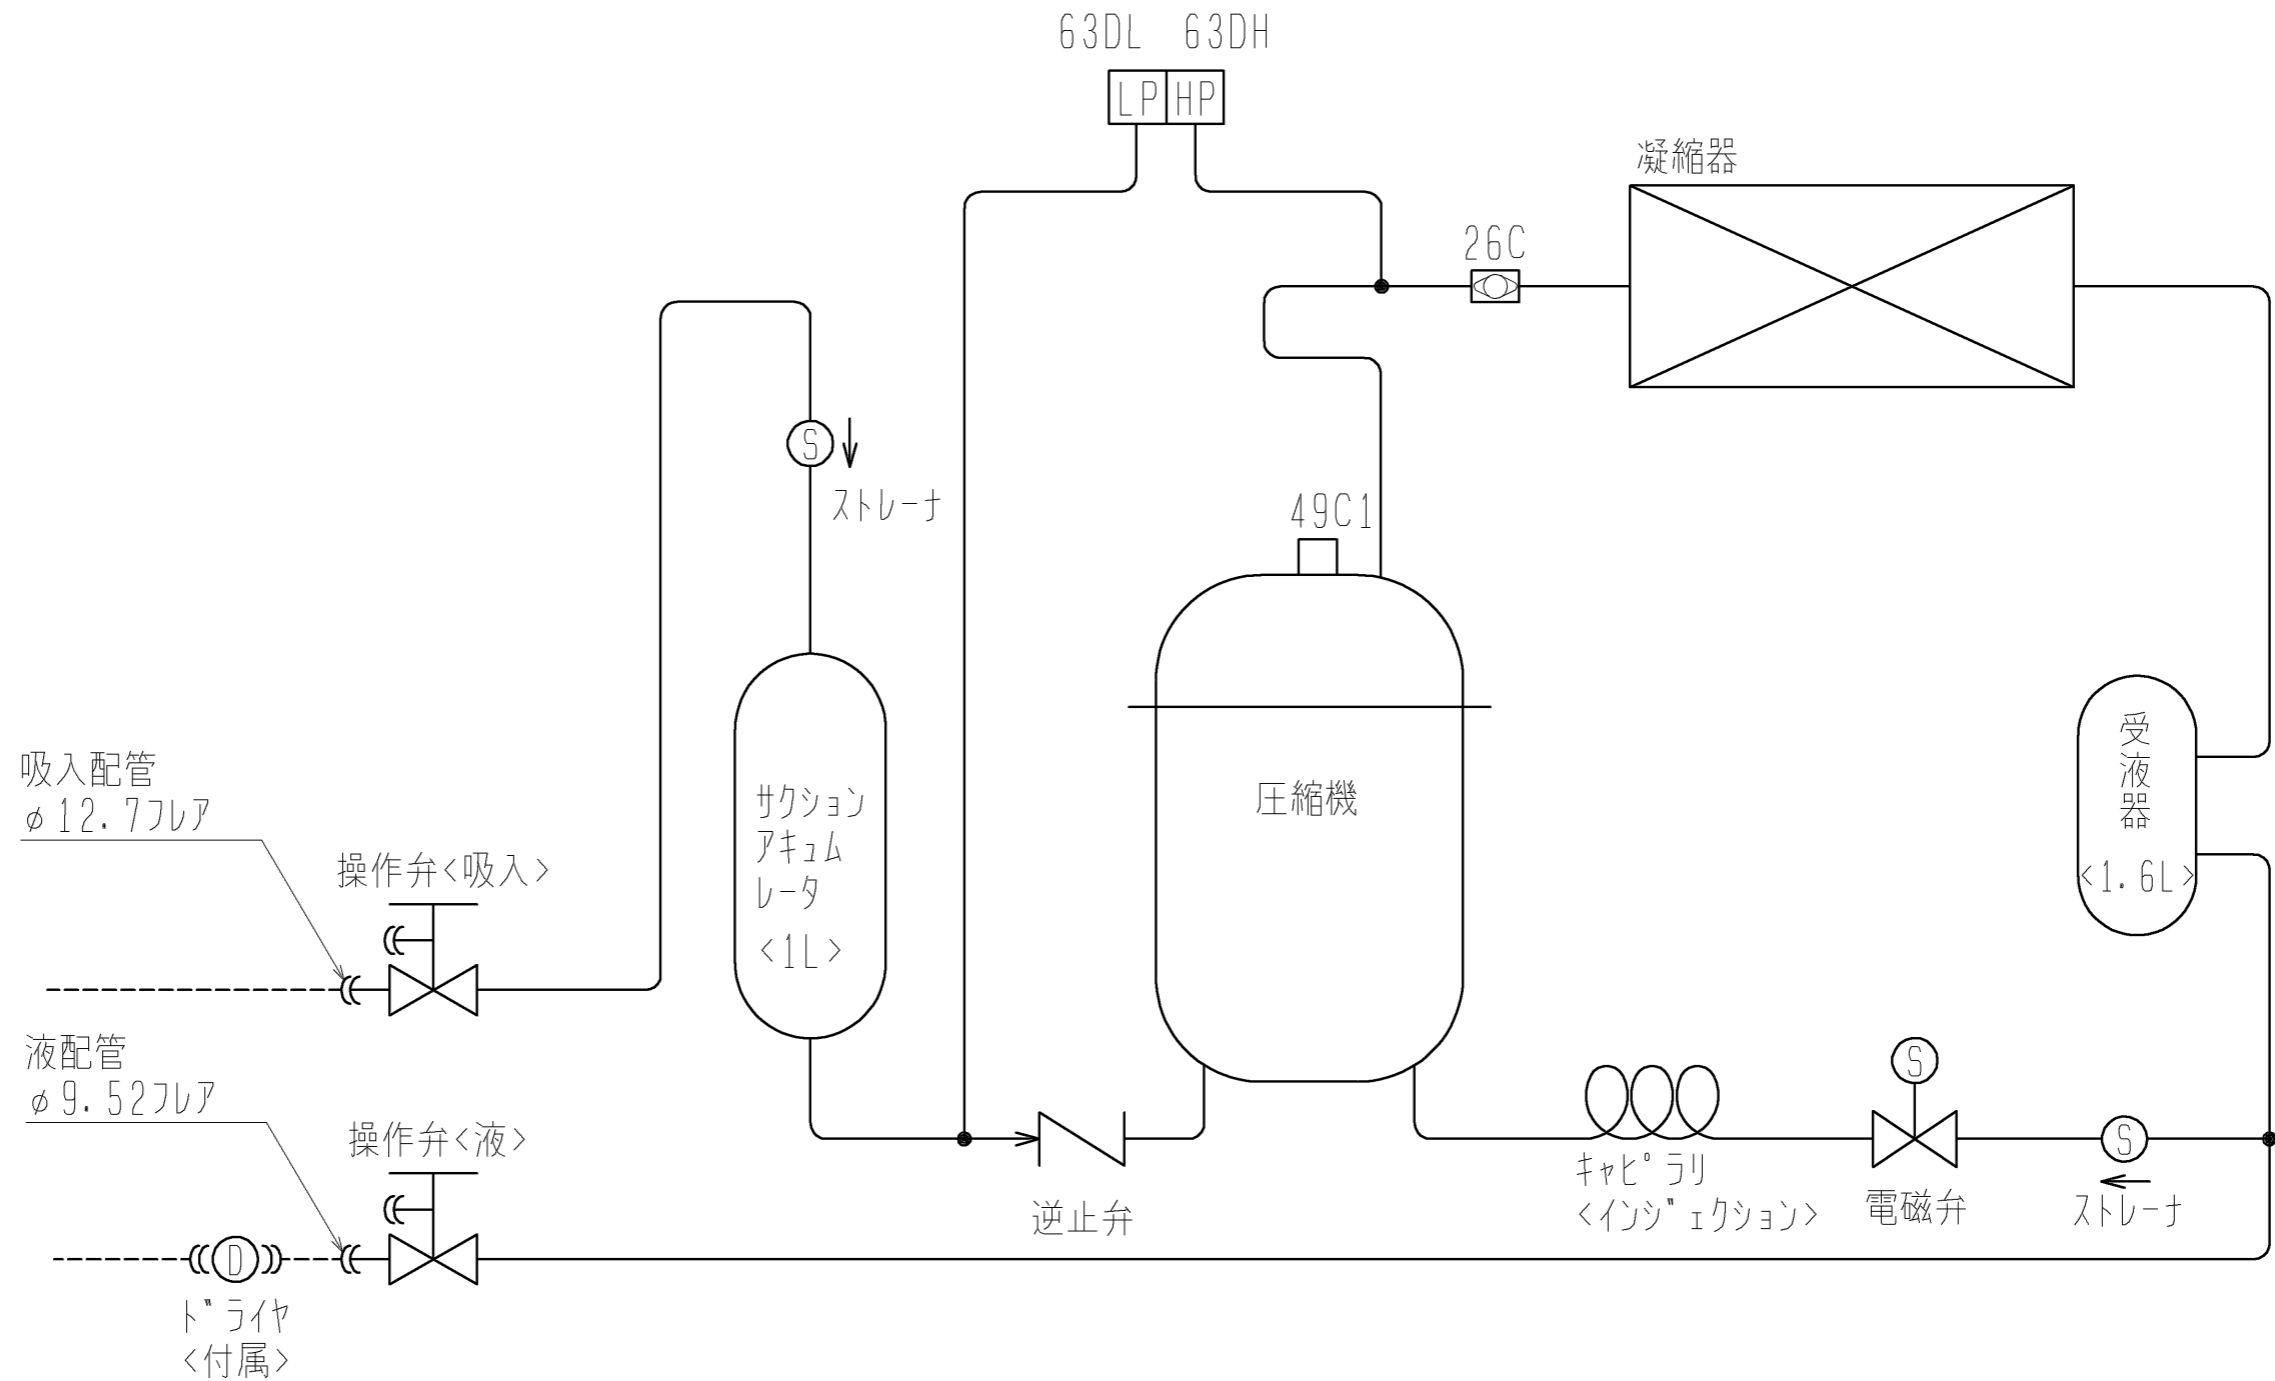 63DL 63DH
LP HP
凝縮器
26C
S
ストレーナ
49C1
吸入配管
φ12.7フレア
操作弁<吸入>
サクション
アキュム
レータ
<1L>
圧縮機
受液器
<1.6L>
液配管
φ9.52フレア
操作弁<液>
逆止弁
キャピラリ
<インジェクション>
S
電磁弁
S
ストレーナ
D
ドライヤ
<付属>